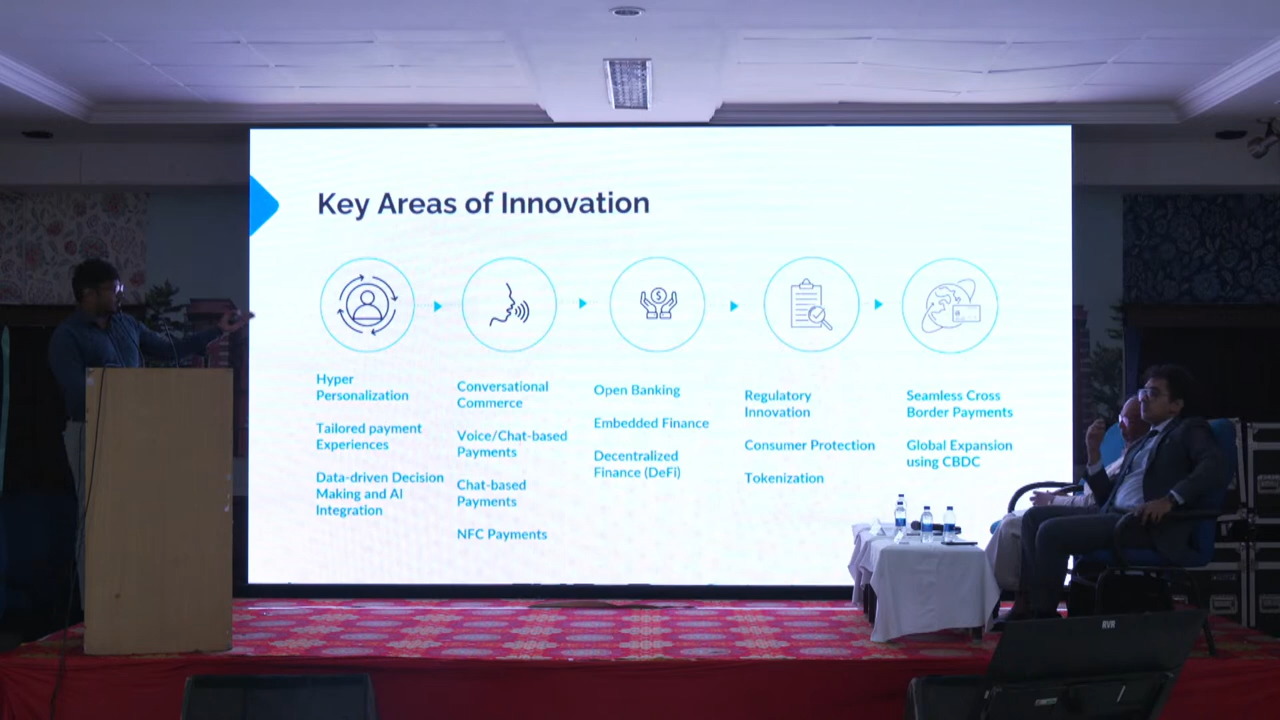 Key Areas of Innovation
Hyper
Personalization
Tailored payment
Experiences
Data-driven Decision
Making and AI
Integration
Conversational
Commerce
Voice/Chat-based
Payments
Chat-based
Payments
NFC Payments
Open Banking
Embedded Finance
Decentralized
Finance (DeFi)
Regulatory
Innovation
Consumer Protection
Tokenization
Seamless Cross
Border Payments
Global Expansion
using CBDC
$
RVR